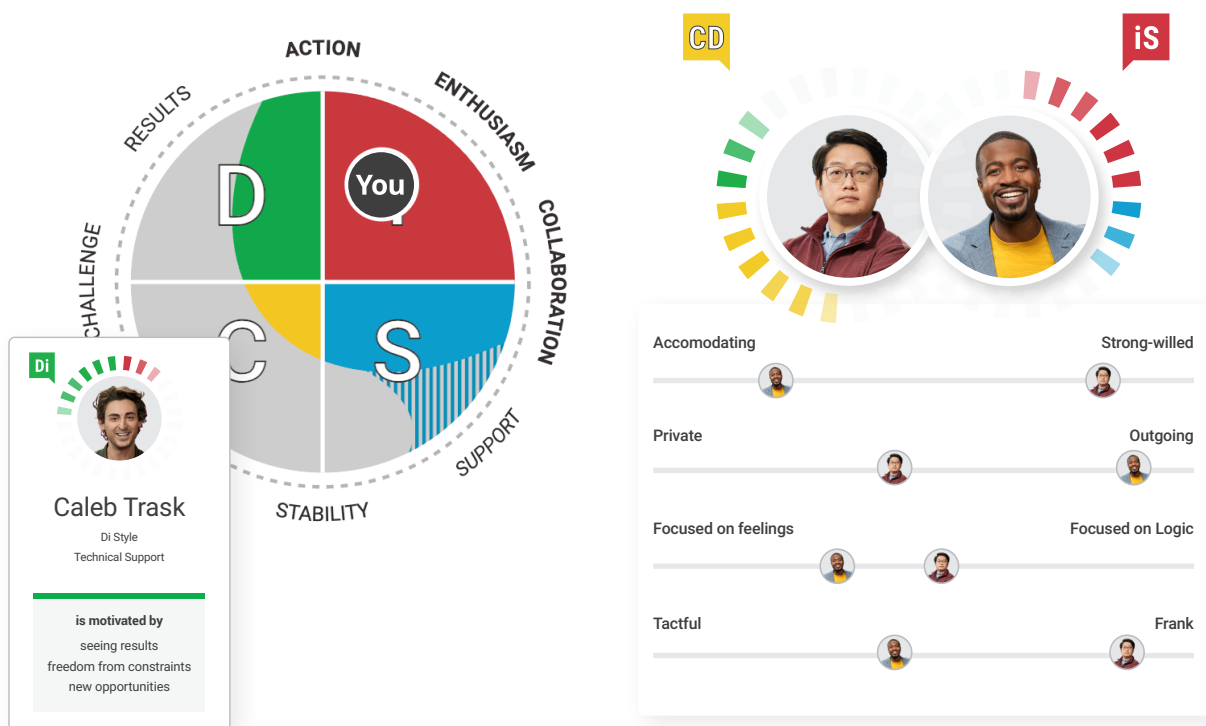 ACTION
ENTHUSIASM
COLLABORATION
SUPPORT
STABILITY
CHALLENGE
RESULTS
D
You
C
S
Di
Caleb Trask
Di Style
Technical Support
is motivated by
seeing results
freedom from constraints
new opportunities
CD
iS
Accomodating
Strong-willed
Private
Outgoing
Focused on feelings
Focused on Logic
Tactful
Frank